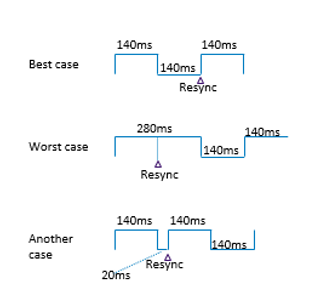 140ms 140ms
Best case
140ms
Resync
280ms
140ms
Worst case
140ms
Resync
140ms 140ms
Another
case
140ms
Resync
20ms